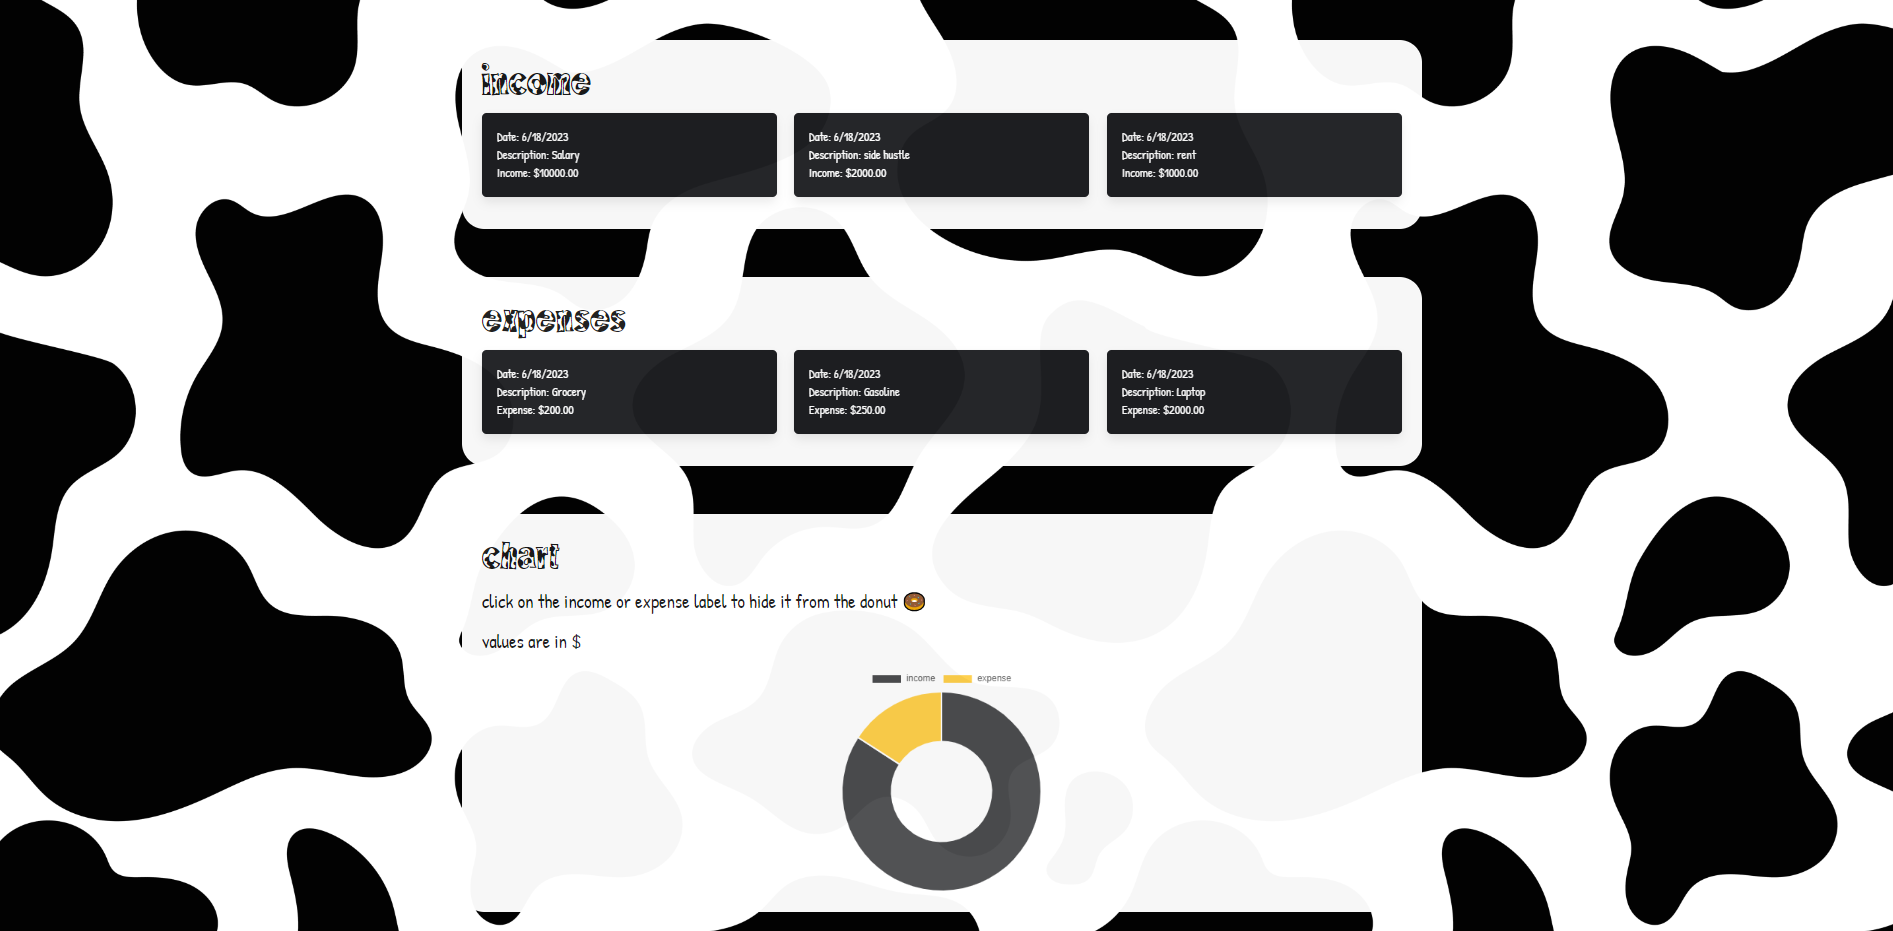 income
Date: 6/18/2023
Description: Salary
Income: $10000.00
Date: 6/18/2023
Description: side hustle
Income: $2000.00
Date: 6/18/2023
Description: rent
Income: $1000.00
expenses
Date: 6/18/2023
Description: Grocery
Expense: $200.00
Date: 6/18/2023
Description: Gasoline
Expense: $250.00
Date: 6/18/2023
Description: Laptop
Expense: $2000.00
chart
click on the income or expense label to hide it from the donut 🍩
values are in $
income expense